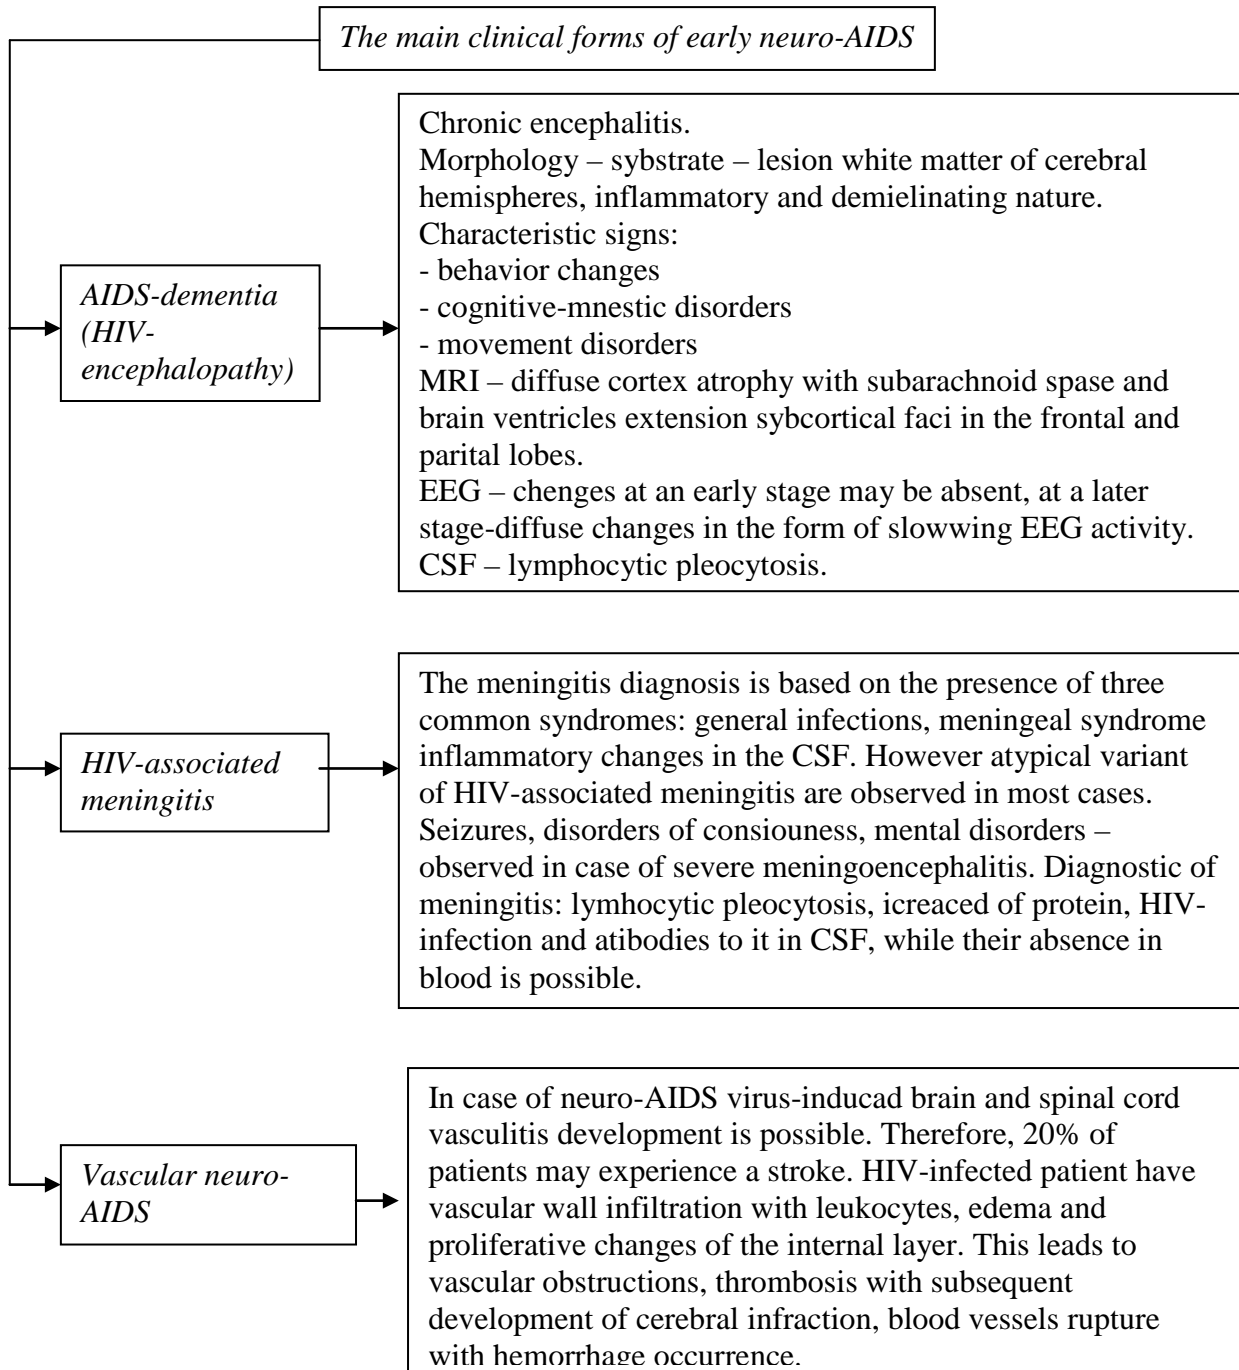 The main clinical forms of early neuro-AIDS
AIDS-dementia
(HIV-
encephalopathy)
Chronic encephalitis.
Morphology – sybstrate – lesion white matter of cerebral
hemispheres, inflammatory and demielinating nature.
Characteristic signs:
- behavior changes
- cognitive-mnestic disorders
- movement disorders
MRI – diffuse cortex atrophy with subarachnoid spase and
brain ventricles extension sybcortical faci in the frontal and
parital lobes.
EEG – chenges at an early stage may be absent, at a later
stage-diffuse changes in the form of slowwing EEG activity.
CSF – lymphocytic pleocytosis.
HIV-associated
meningitis
The meningitis diagnosis is based on the presence of three
common syndromes: general infections, meningeal syndrome
inflammatory changes in the CSF. However atypical variant
of HIV-associated meningitis are observed in most cases.
Seizures, disorders of consiouness, mental disorders –
observed in case of severe meningoencephalitis. Diagnostic of
meningitis: lymhocytic pleocytosis, icreaced of protein, HIV-
infection and atibodies to it in CSF, while their absence in
blood is possible.
Vascular neuro-
AIDS
In case of neuro-AIDS virus-inducad brain and spinal cord
vasculitis development is possible. Therefore, 20% of
patients may experience a stroke. HIV-infected patient have
vascular wall infiltration with leukocytes, edema and
proliferative changes of the internal layer. This leads to
vascular obstructions, thrombosis with subsequent
development of cerebral infraction, blood vessels rupture
with hemorrhage occurrence.